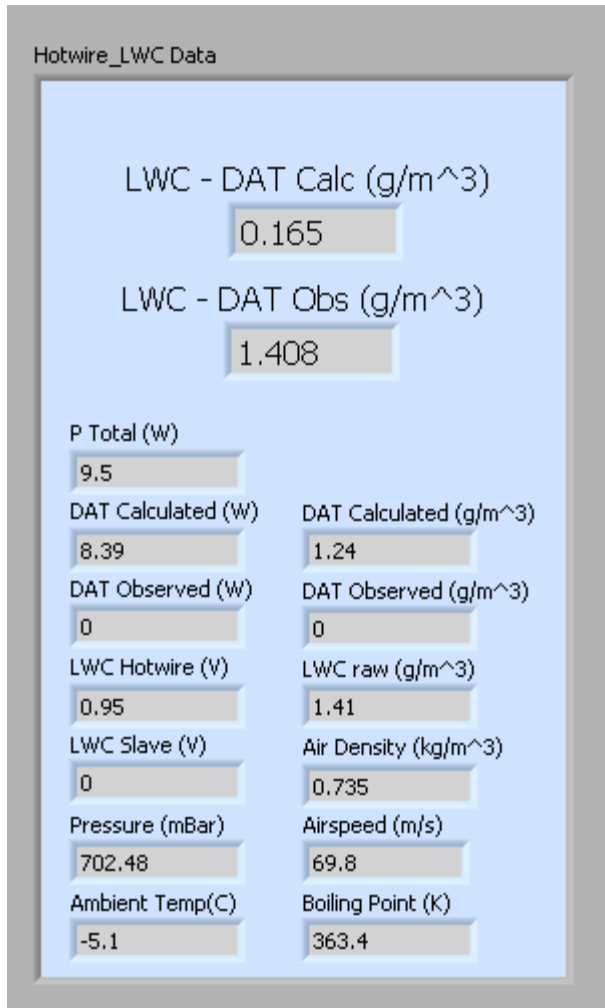 Hotwire_LWC Data
LWC - DAT Calc (g/m^3)
0.165
LWC - DAT Obs (g/m^3)
1.408
P Total (W)
9.5
DAT Calculated (W) DAT Calculated (g/m^3)
8.39 1.24
DAT Observed (W) DAT Observed (g/m^3)
0 0
LWC Hotwire (V) LWC raw (g/m^3)
0.95 1.41
LWC Slave (V) Air Density (kg/m^3)
0 0.735
Pressure (mBar) Airspeed (m/s)
702.48 69.8
Ambient Temp(C) Boiling Point (K)
-5.1 363.4